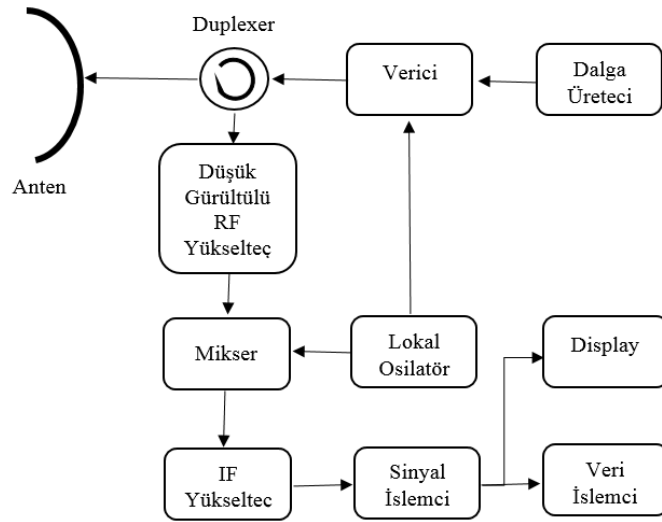 Duplexer
Verici
Dalga
Üreteci
Anten
Düşük
Gürültülü
RF
Yükselteç
Mikser
Lokal
Osilatör
Display
IF
Yükseltec
Sinyal
İslemci
Veri
İslemci